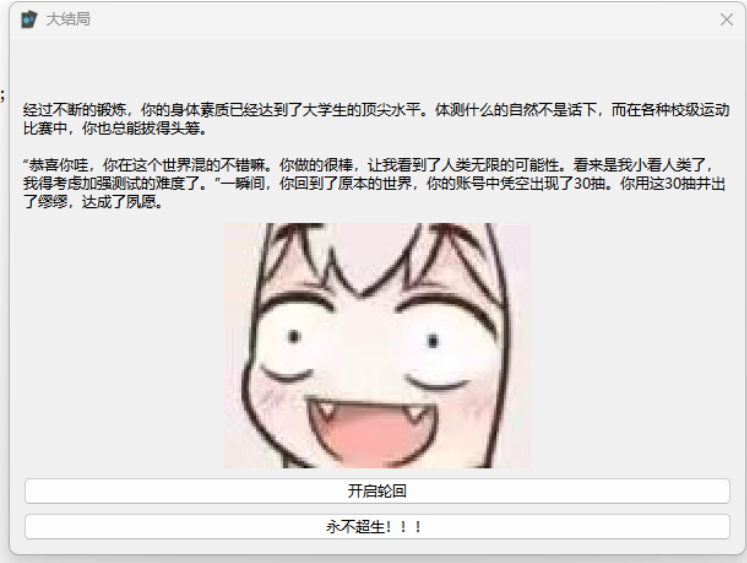 大结局
;
经过不断的锻炼，你的身体素质已经达到了大学生的顶尖水平。体测什么的自然不是话下，而在各种校级运动
比赛中，你也总能拔得头筹。
“恭喜你哇，你在这个世界混的不错嘛。你做的很棒，让我看到了人类无限的可能性。看来是我小看人类了，
我得考虑加强测试的难度了。”一瞬间，你回到了原本的世界，你的账号中凭空出现了30抽。你用这30抽井出
了缪缪，达成了夙愿。
开启轮回
永不超生！！！